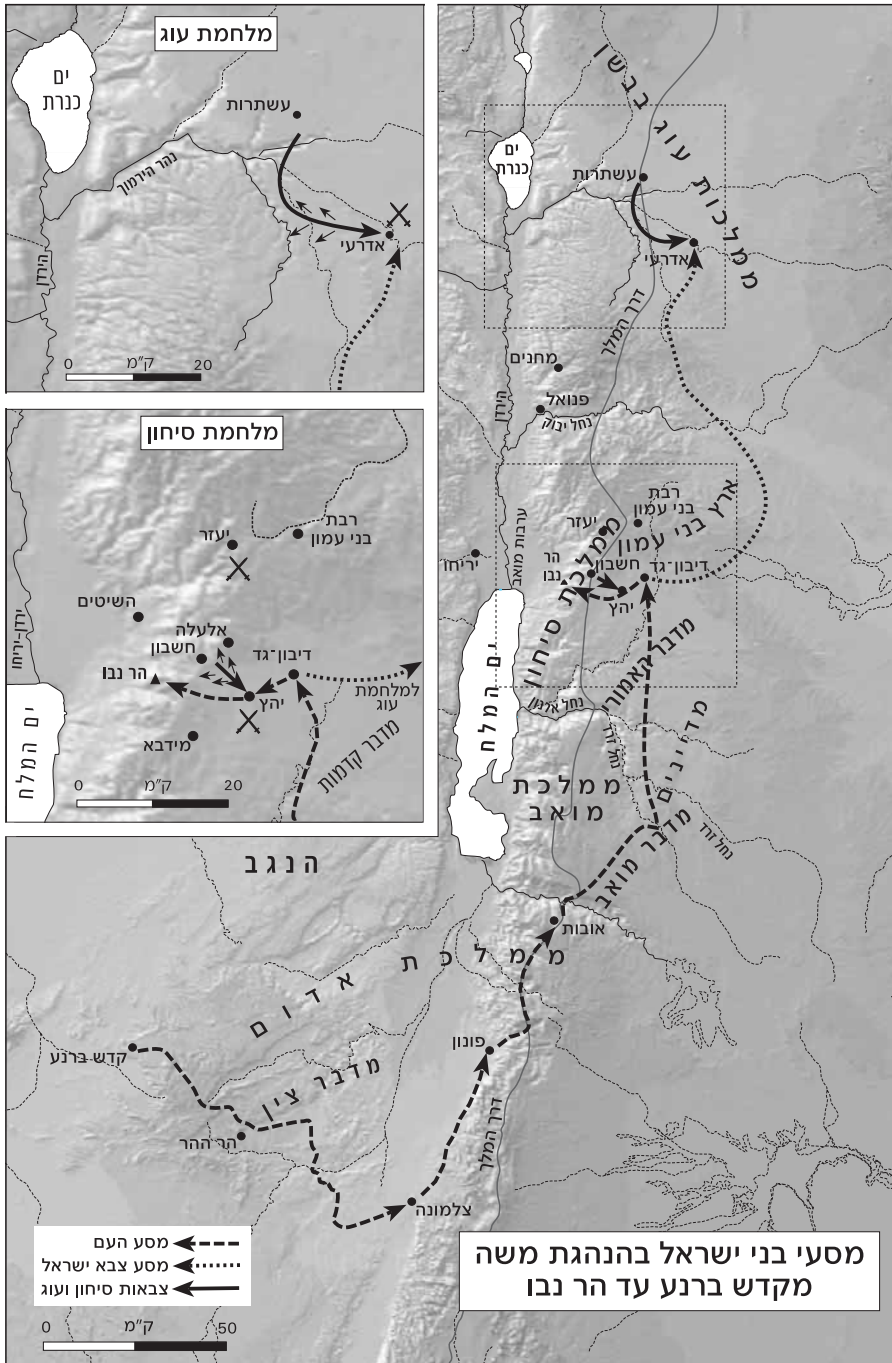 מלחמת עוג
ים
כנרת
עשתרות
נהר הירמוך
אדרעי
הירדן
0 ק"מ 20
מלחמת סיחון
רבת
בני עמון
יעזר
השיטים
אלעלה
חשבון
הר נבו
דיבון־גד
יהץ
למלחמת
עוג
מידבא
מדבר קדמות
ירדן-יריחו
ים המלח
0 ק"מ 20
ממלכת עוג בבשן
ים
כנרת
עשתרות
אדרעי
דרך המלך
מחנים
פנואל
נחל יבוק
הירדן
רבת
בני עמון
ארץ בני עמון
יעזר
ערבות מואב
יריחו
הר
נבו
חשבון
דיבון־גד
יהץ
ממלכת סיחון
מדבר האמורי
ים המלח
נחל ארנון
נחל זרד
מדינים
ממלכת
מואב
מדבר מואב
נחל זרד
הנגב
אובות
ממלכת אדום
קדש ברנע
מדבר צין
פונון
הר ההר
דרך המלך
צלמונה
מסע העם
מסע צבא ישראל
צבאות סיחון ועוג
0 ק"מ 50
מסעי בני ישראל בהנהגת משה
מקדש ברנע עד הר נבו